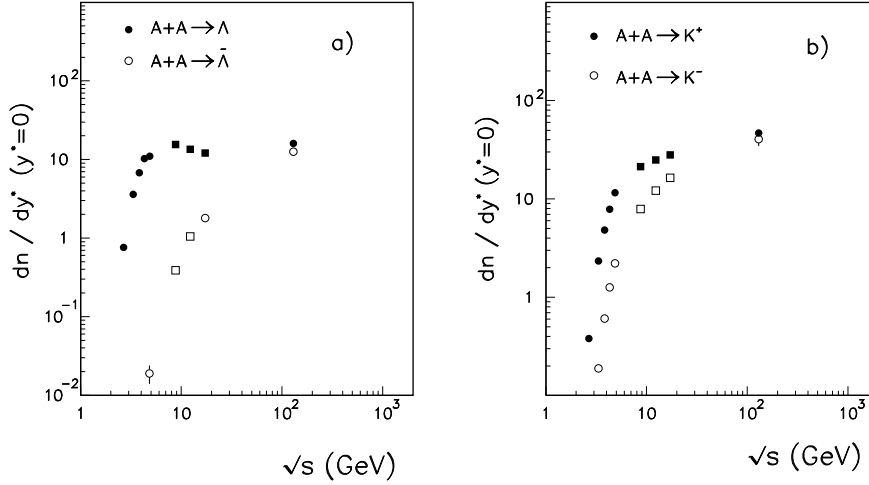 A+A→Λ
A+A→Λ̄
a)
dn / dy* (y*=0)
10²
10
1
10⁻¹
10⁻²
1
10
10²
10³
√s (GeV)
A+A→K⁺
A+A→K⁻
b)
dn / dy* (y*=0)
10²
10
1
1
10
10²
10³
√s (GeV)